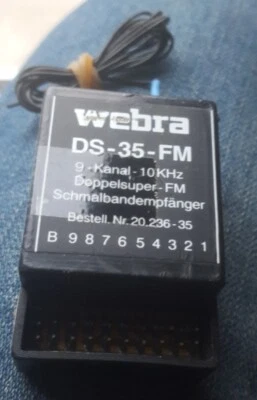 webra
DS-35-FM
9-Kanal-10KHz
Doppelsuper-FM
Schmalbandempfänger
Bestell. Nr. 20.236-35
B 9 8 7 6 5 4 3 2 1